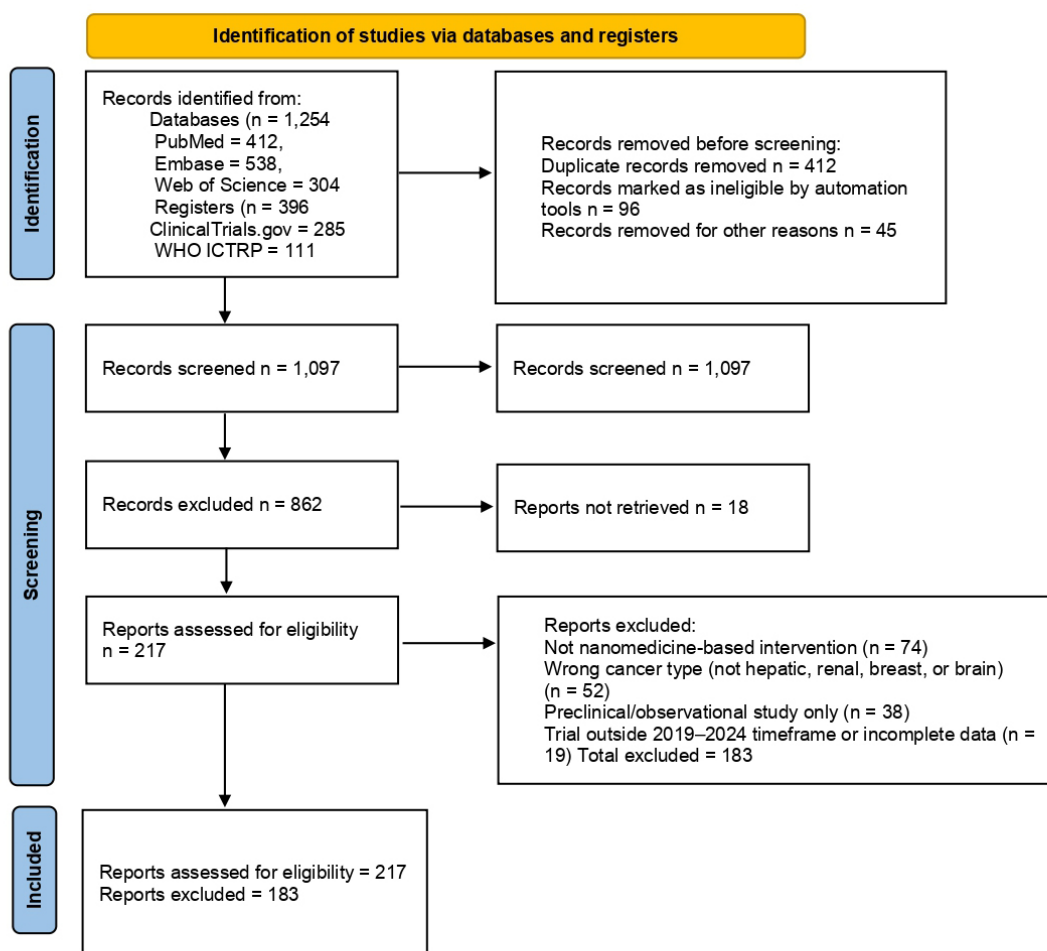 Identification of studies via databases and registers
Identification
Records identified from:
Databases (n = 1,254
PubMed = 412,
Embase = 538,
Web of Science = 304
Registers (n = 396
ClinicalTrials.gov = 285
WHO ICTRP = 111
Records removed before screening:
Duplicate records removed n = 412
Records marked as ineligible by automation
tools n = 96
Records removed for other reasons n = 45
Screening
Records screened n = 1,097
Records screened n = 1,097
Records excluded n = 862
Reports not retrieved n = 18
Reports assessed for eligibility
n = 217
Reports excluded:
Not nanomedicine-based intervention (n = 74)
Wrong cancer type (not hepatic, renal, breast, or brain)
(n = 52)
Preclinical/observational study only (n = 38)
Trial outside 2019–2024 timeframe or incomplete data (n =
19) Total excluded = 183
Included
Reports assessed for eligibility = 217
Reports excluded = 183